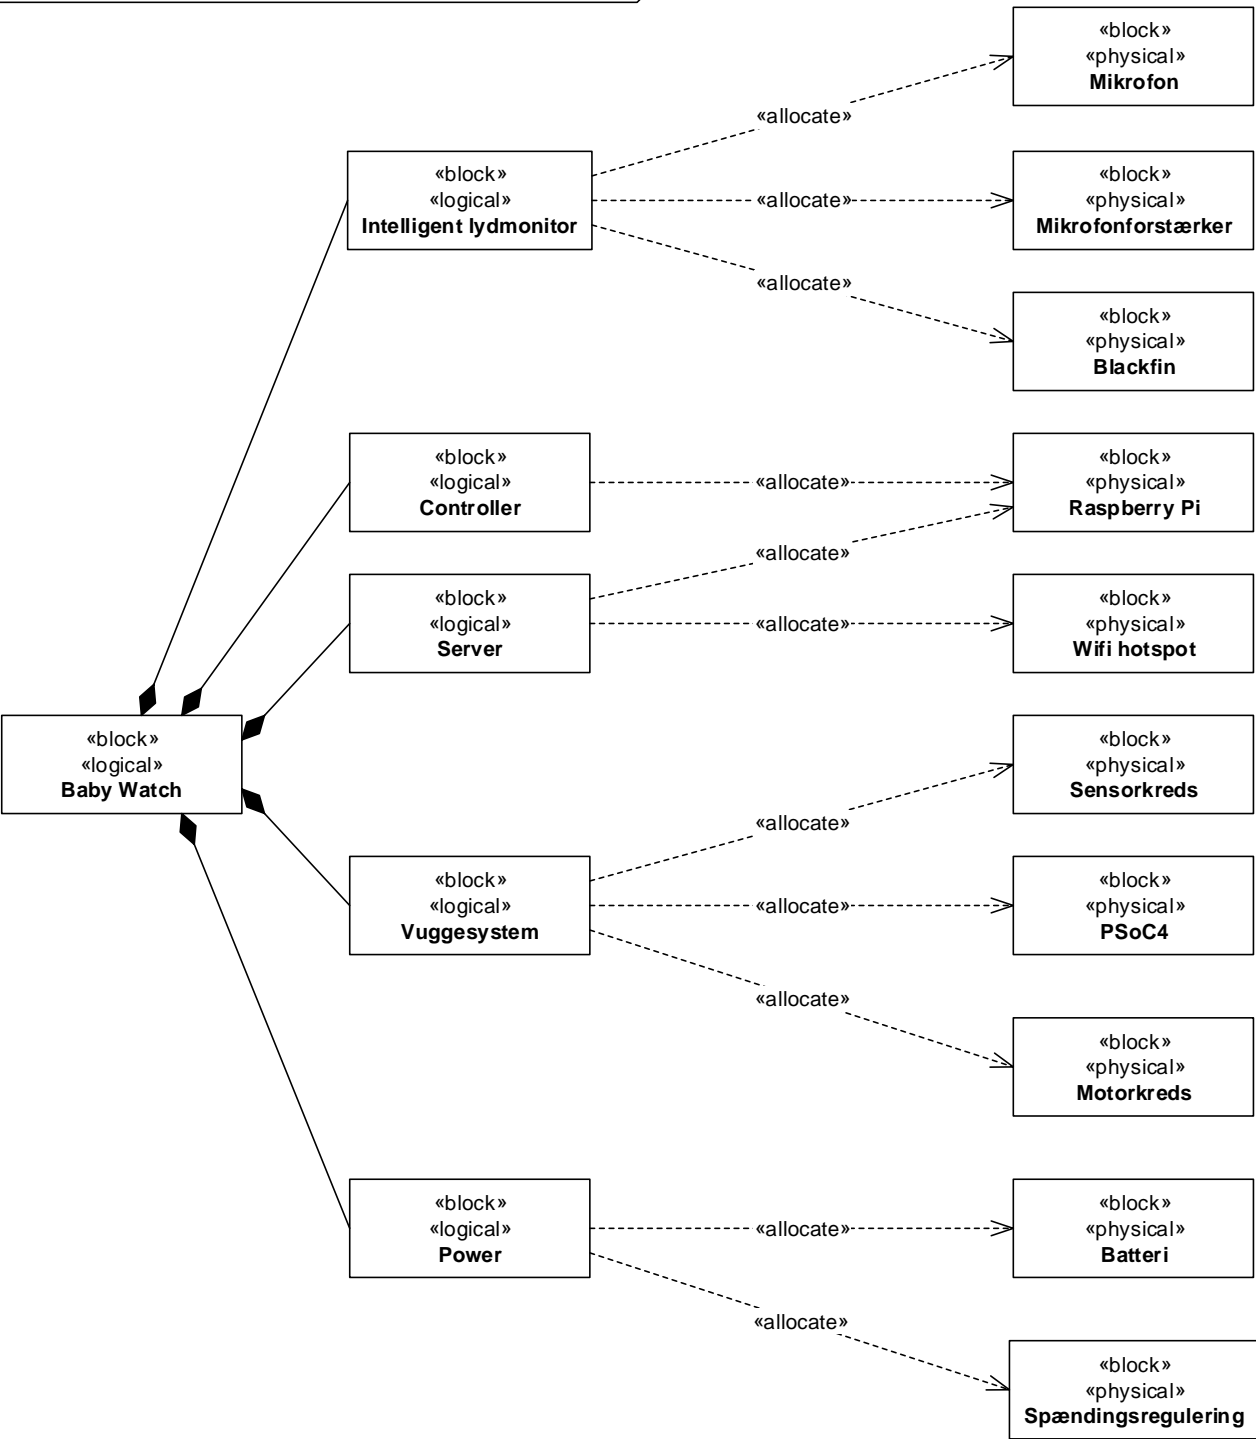 «block»
«physical»
Mikrofon
«allocate»
«block»
«logical»
Intelligent lydmonitor
«allocate»
«block»
«physical»
Mikrofonforstærker
«allocate»
«block»
«physical»
Blackfin
«block»
«logical»
Controller
«allocate»
«block»
«physical»
Raspberry Pi
«allocate»
«block»
«logical»
Server
«allocate»
«block»
«physical»
Wifi hotspot
«block»
«logical»
Baby Watch
«block»
«physical»
Sensorkreds
«allocate»
«block»
«logical»
Vuggesystem
«allocate»
«block»
«physical»
PSoC4
«allocate»
«block»
«physical»
Motorkreds
«block»
«logical»
Power
«allocate»
«block»
«physical»
Batteri
«allocate»
«block»
«physical»
Spændingsregulering